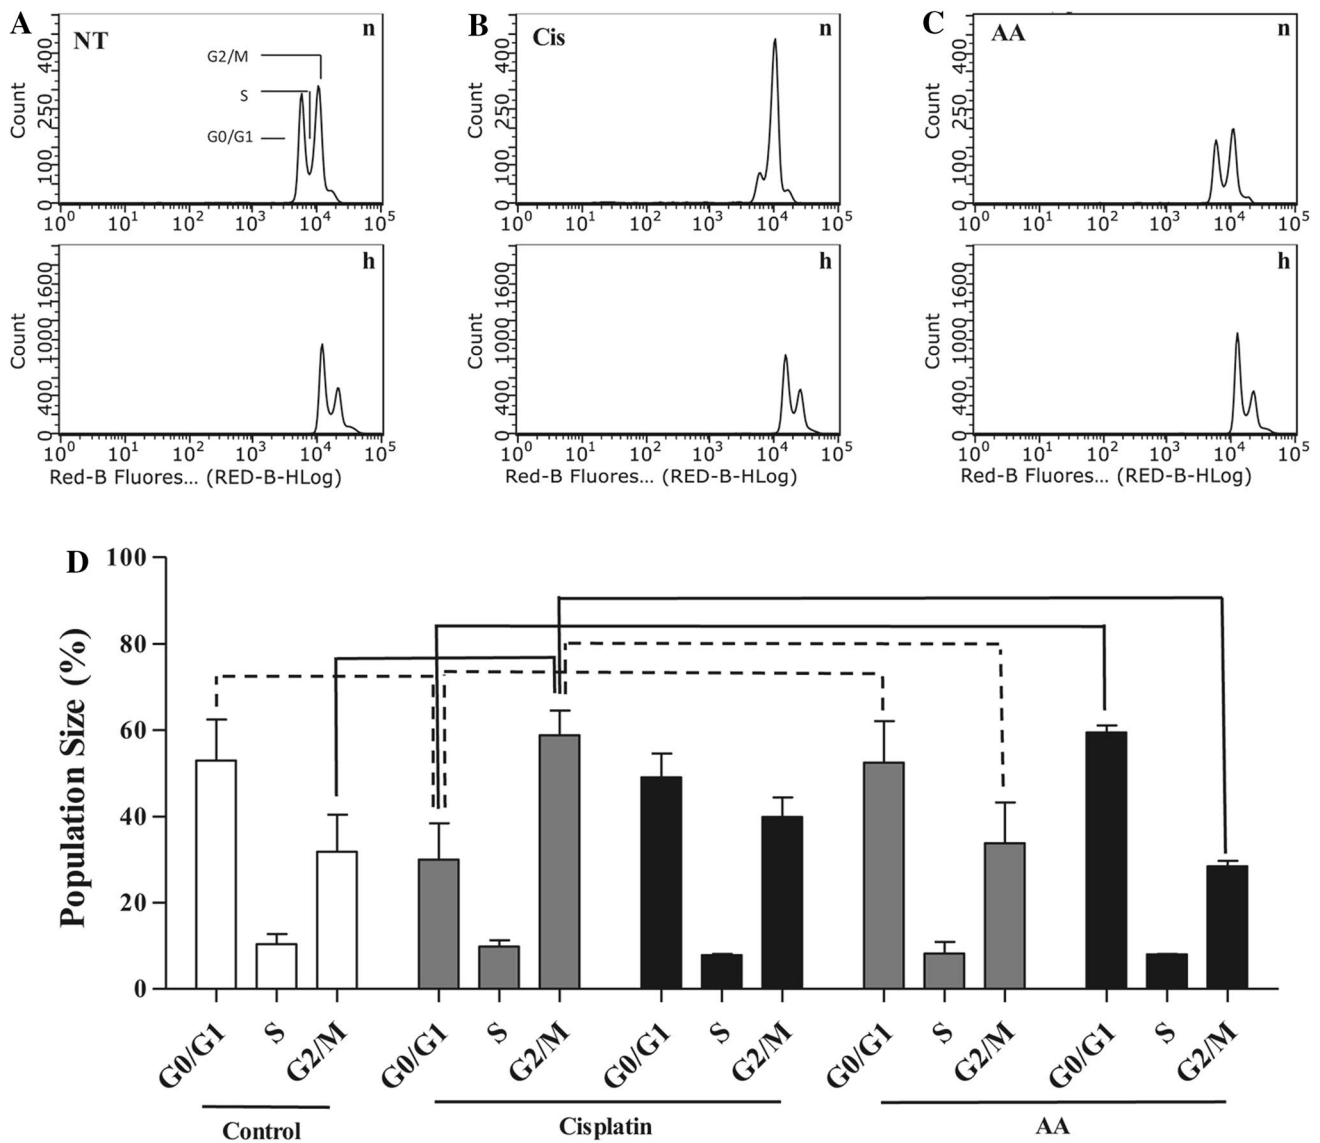 A NT n
G2/M
S
G0/G1
Count
400
250
100
0
10^0 10^1 10^2 10^3 10^4 10^5
B Cis n
Count
400
250
100
0
10^0 10^1 10^2 10^3 10^4 10^5
C AA n
Count
400
250
100
0
10^0 10^1 10^2 10^3 10^4 10^5
h
Count
1600
1000
400
0
10^0 10^1 10^2 10^3 10^4 10^5
Red-B Fluores... (RED-B-HLog)
h
Count
1600
1000
400
0
10^0 10^1 10^2 10^3 10^4 10^5
Red-B Fluores... (RED-B-HLog)
h
Count
1600
1000
400
0
10^0 10^1 10^2 10^3 10^4 10^5
Red-B Fluores... (RED-B-HLog)
D
Population Size (%)
100
80
60
40
20
0
G0/G1 S G2/M G0/G1 S G2/M G0/G1 S G2/M G0/G1 S G2/M G0/G1 S G2/M
Control Cisplatin AA